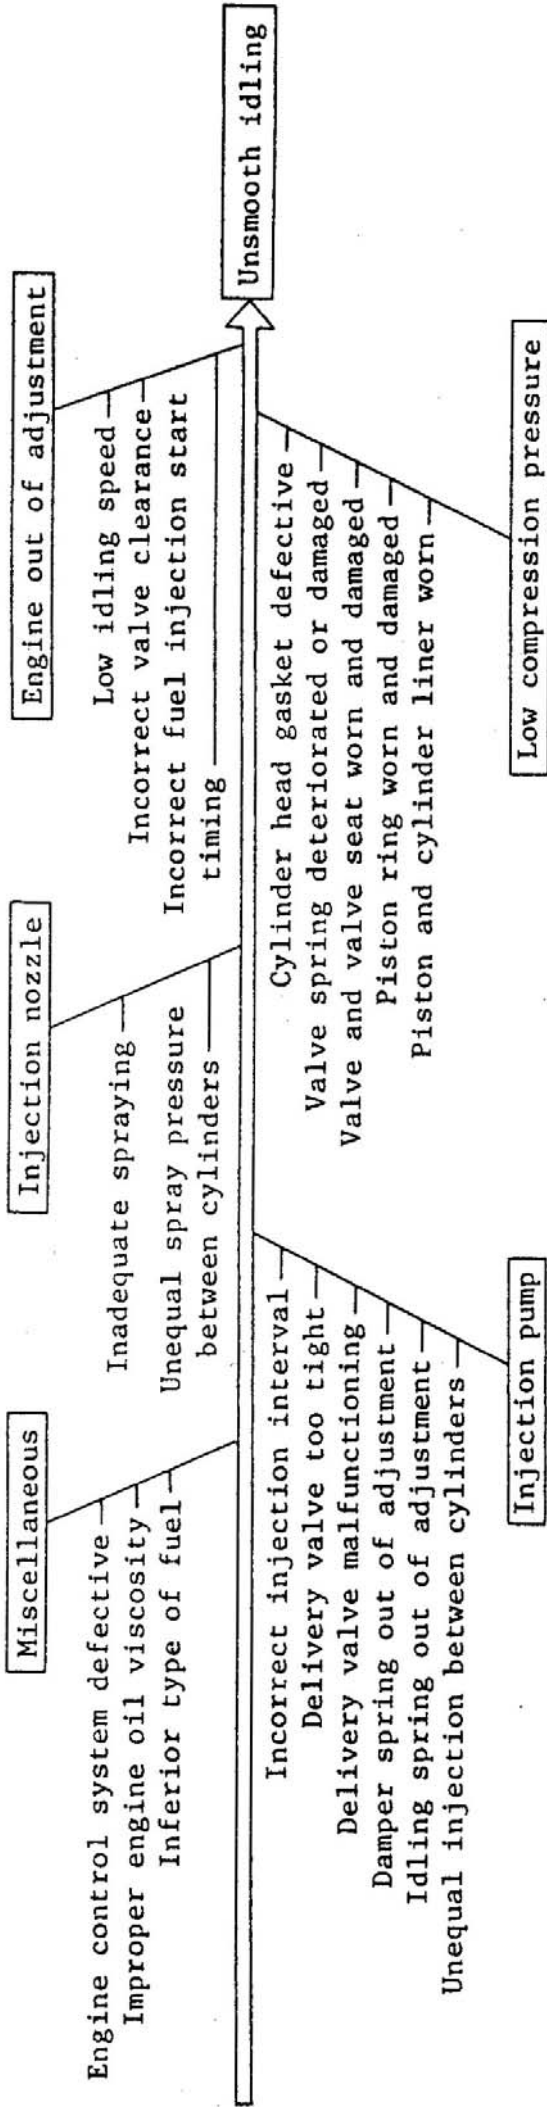 Miscellaneous
Engine control system defective
Improper engine oil viscosity
Inferior type of fuel
Injection nozzle
Inadequate spraying
Unequal spray pressure
between cylinders
Engine out of adjustment
Low idling speed
Incorrect valve clearance
Incorrect fuel injection start
timing
Unsmooth idling
Incorrect injection interval
Delivery valve too tight
Delivery valve malfunctioning
Damper spring out of adjustment
Idling spring out of adjustment
Unequal injection between cylinders
Injection pump
Cylinder head gasket defective
Valve spring deteriorated or damaged
Valve and valve seat worn and damaged
Piston ring worn and damaged
Piston and cylinder liner worn
Low compression pressure